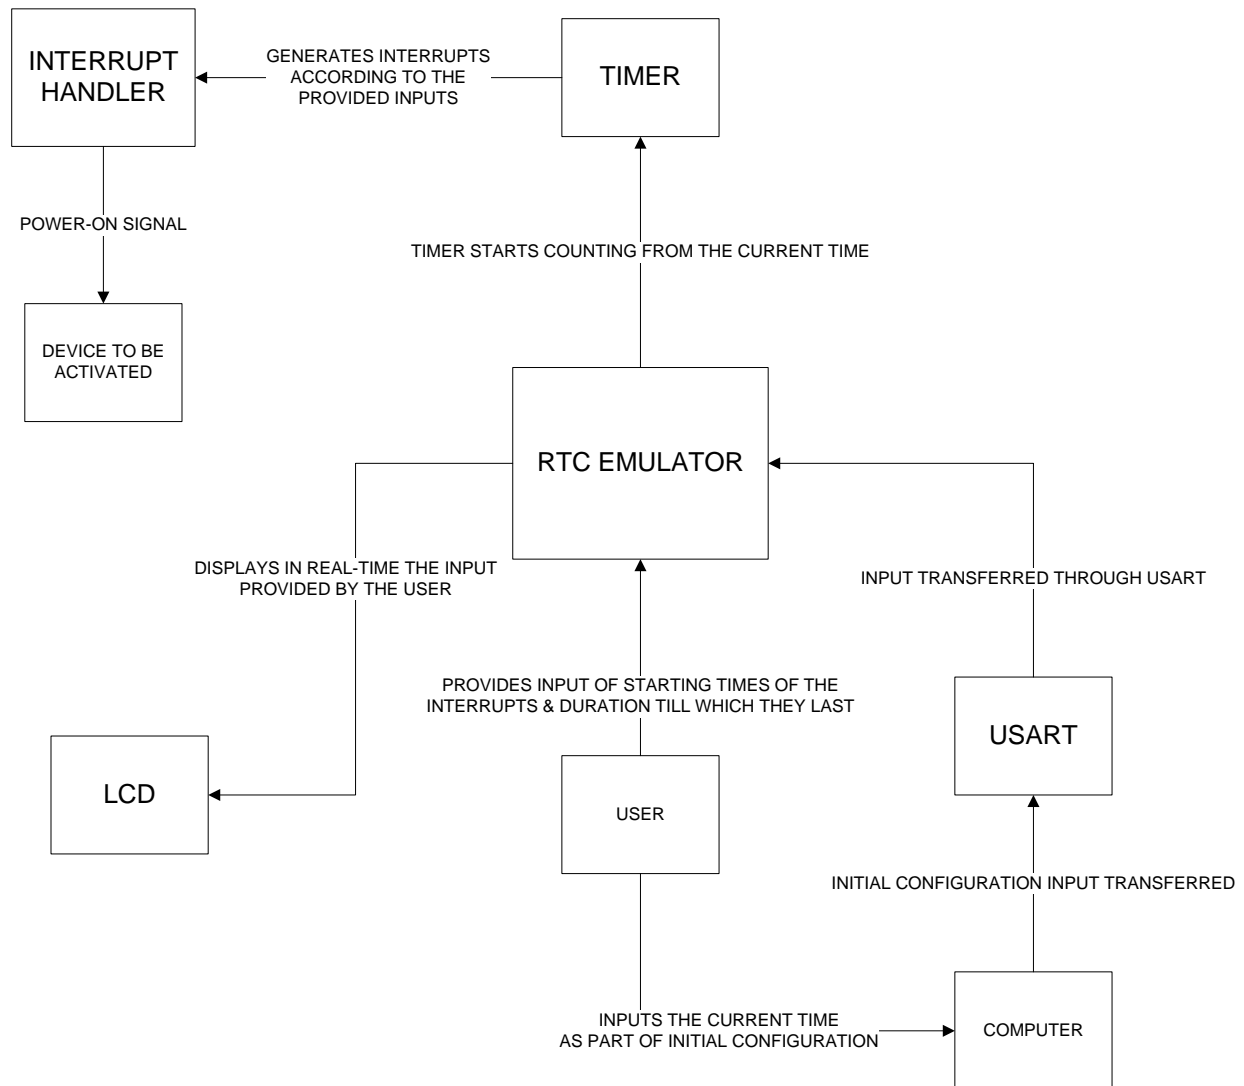 INTERRUPT
HANDLER
GENERATES INTERRUPTS
ACCORDING TO THE
PROVIDED INPUTS
TIMER
POWER-ON SIGNAL
TIMER STARTS COUNTING FROM THE CURRENT TIME
DEVICE TO BE
ACTIVATED
RTC EMULATOR
DISPLAYS IN REAL-TIME THE INPUT
PROVIDED BY THE USER
INPUT TRANSFERRED THROUGH USART
PROVIDES INPUT OF STARTING TIMES OF THE
INTERRUPTS & DURATION TILL WHICH THEY LAST
USART
LCD
USER
INITIAL CONFIGURATION INPUT TRANSFERRED
INPUTS THE CURRENT TIME
AS PART OF INITIAL CONFIGURATION
COMPUTER